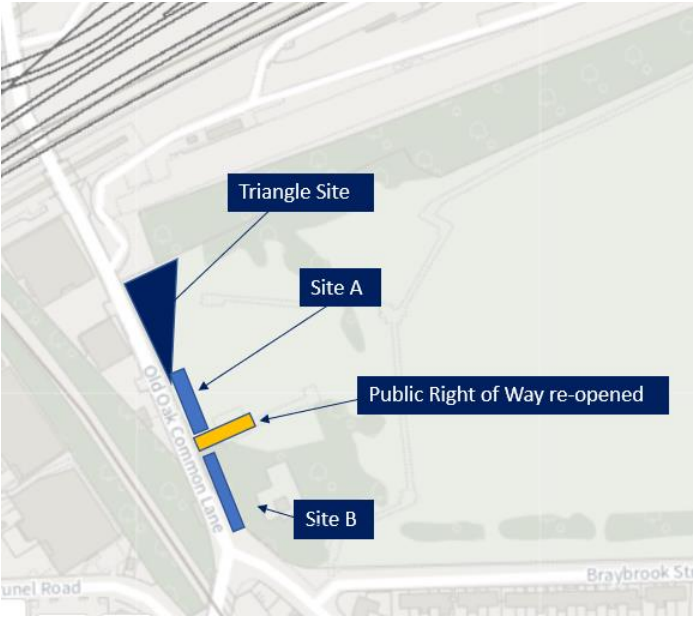 Triangle Site
Site A
Public Right of Way re-opened
Old Oak Common Lane
Site B
Braybrook St
unel Road